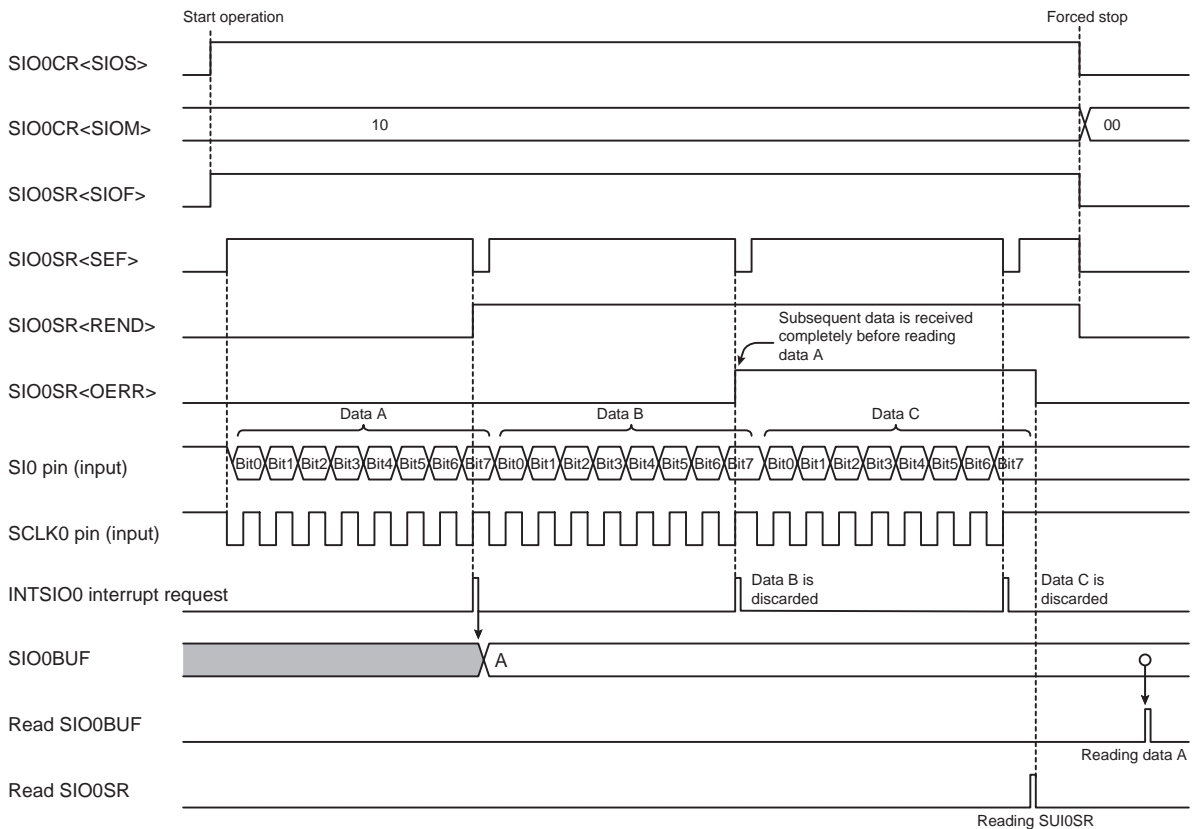 Start operation
Forced stop
SIO0CR<SIOS>
SIO0CR<SIOM>
10
00
SIO0SR<SIOF>
SIO0SR<SEF>
SIO0SR<REND>
Subsequent data is received
completely before reading
data A
SIO0SR<OERR>
Data A
Data B
Data C
SI0 pin (input)
Bit0 Bit1 Bit2 Bit3 Bit4 Bit5 Bit6 Bit7 Bit0 Bit1 Bit2 Bit3 Bit4 Bit5 Bit6 Bit7 Bit0 Bit1 Bit2 Bit3 Bit4 Bit5 Bit6 Bit7
SCLK0 pin (input)
INTSIO0 interrupt request
Data B is
discarded
Data C is
discarded
SIO0BUF
A
Read SIO0BUF
Reading data A
Read SIO0SR
Reading SUI0SR